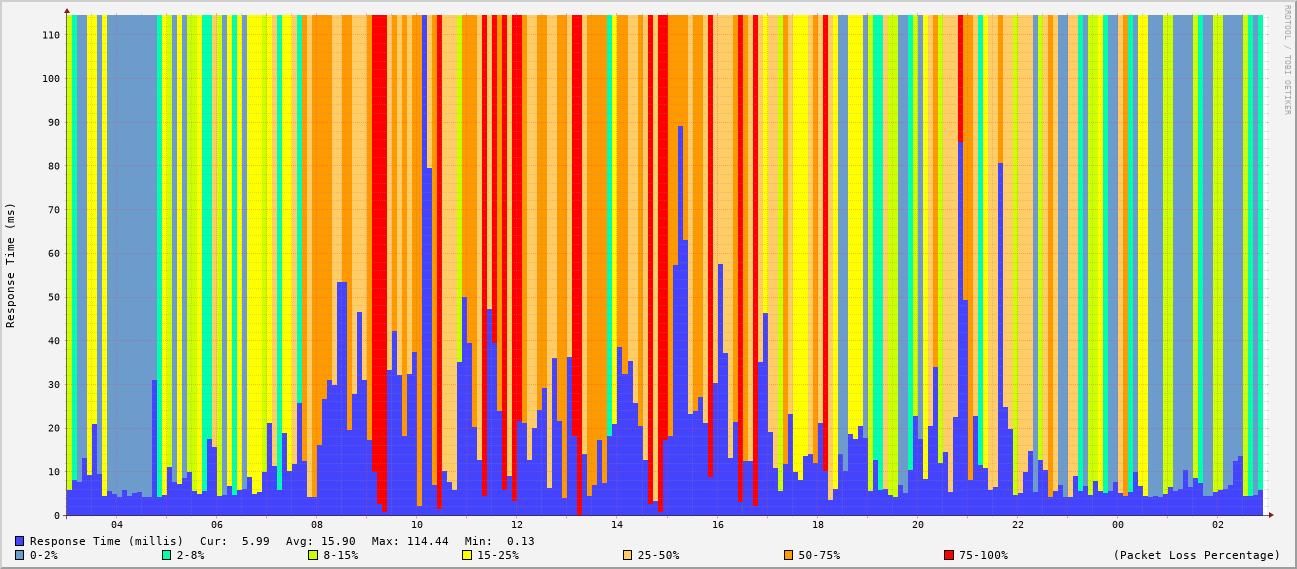 RRDTOOL / TOBI OETIKER
Response Time (ms)
110
100
90
80
70
60
50
40
30
20
10
0
04 06 08 10 12 14 16 18 20 22 00 02
Response Time (millis) Cur: 5.99 Avg: 15.90 Max: 114.44 Min: 0.13
0-2% 2-8% 8-15% 15-25% 25-50% 50-75% 75-100% (Packet Loss Percentage)